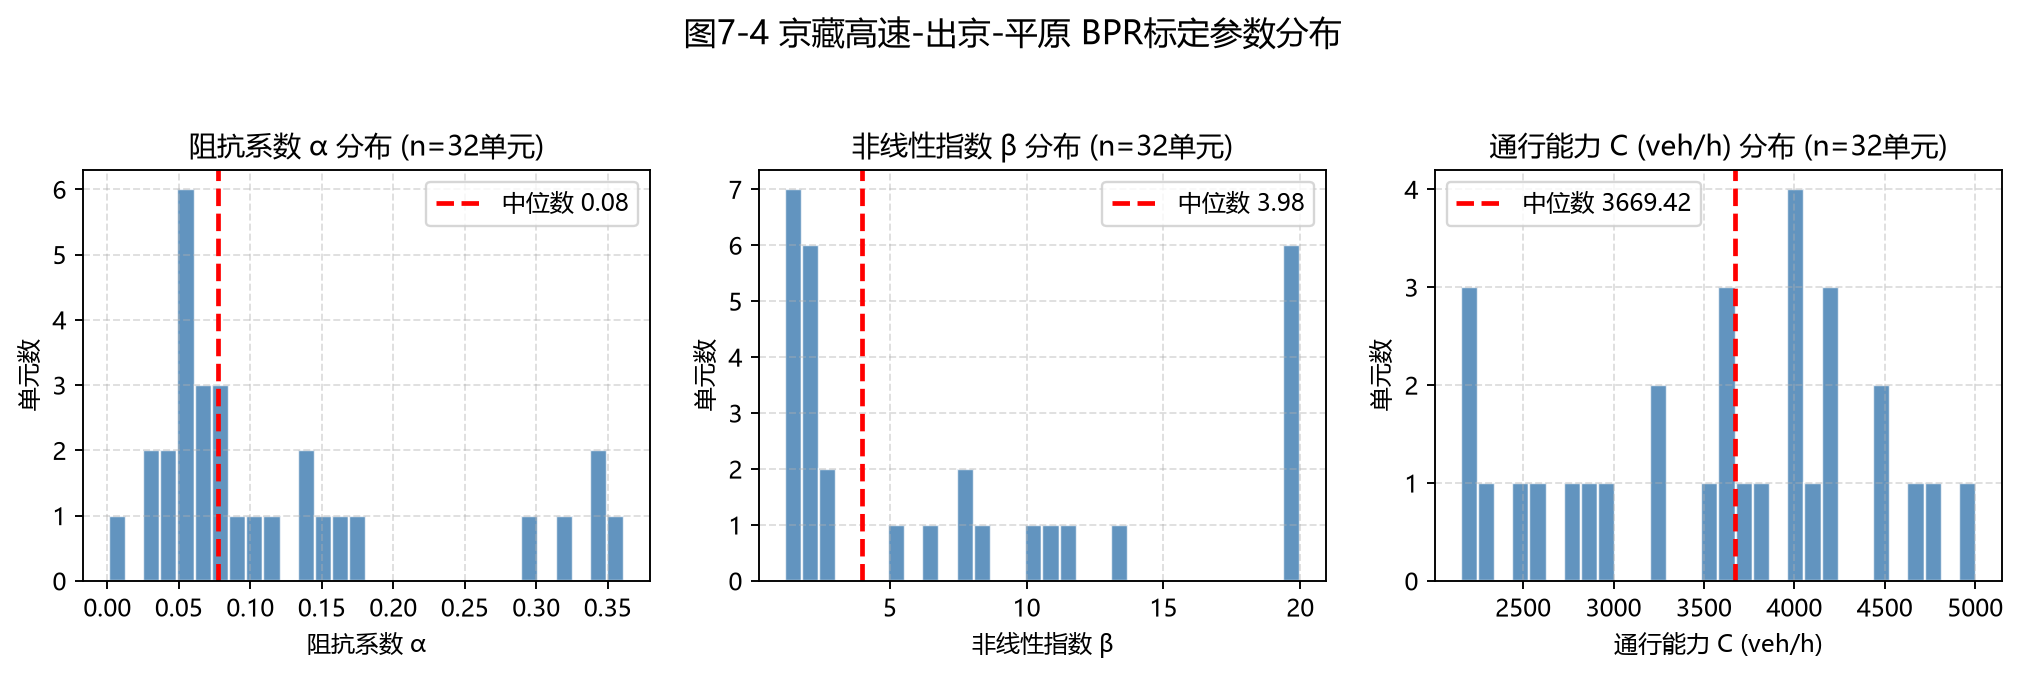 图7-4 京藏高速-出京-平原 BPR标定参数分布
阻抗系数 α 分布 (n=32单元)
中位数 0.08
单元数
6
5
4
3
2
1
0
0.00 0.05 0.10 0.15 0.20 0.25 0.30 0.35
阻抗系数 α
非线性指数 β 分布 (n=32单元)
中位数 3.98
单元数
7
6
5
4
3
2
1
0
5 10 15 20
非线性指数 β
通行能力 C (veh/h) 分布 (n=32单元)
中位数 3669.42
单元数
4
3
2
1
0
2500 3000 3500 4000 4500 5000
通行能力 C (veh/h)